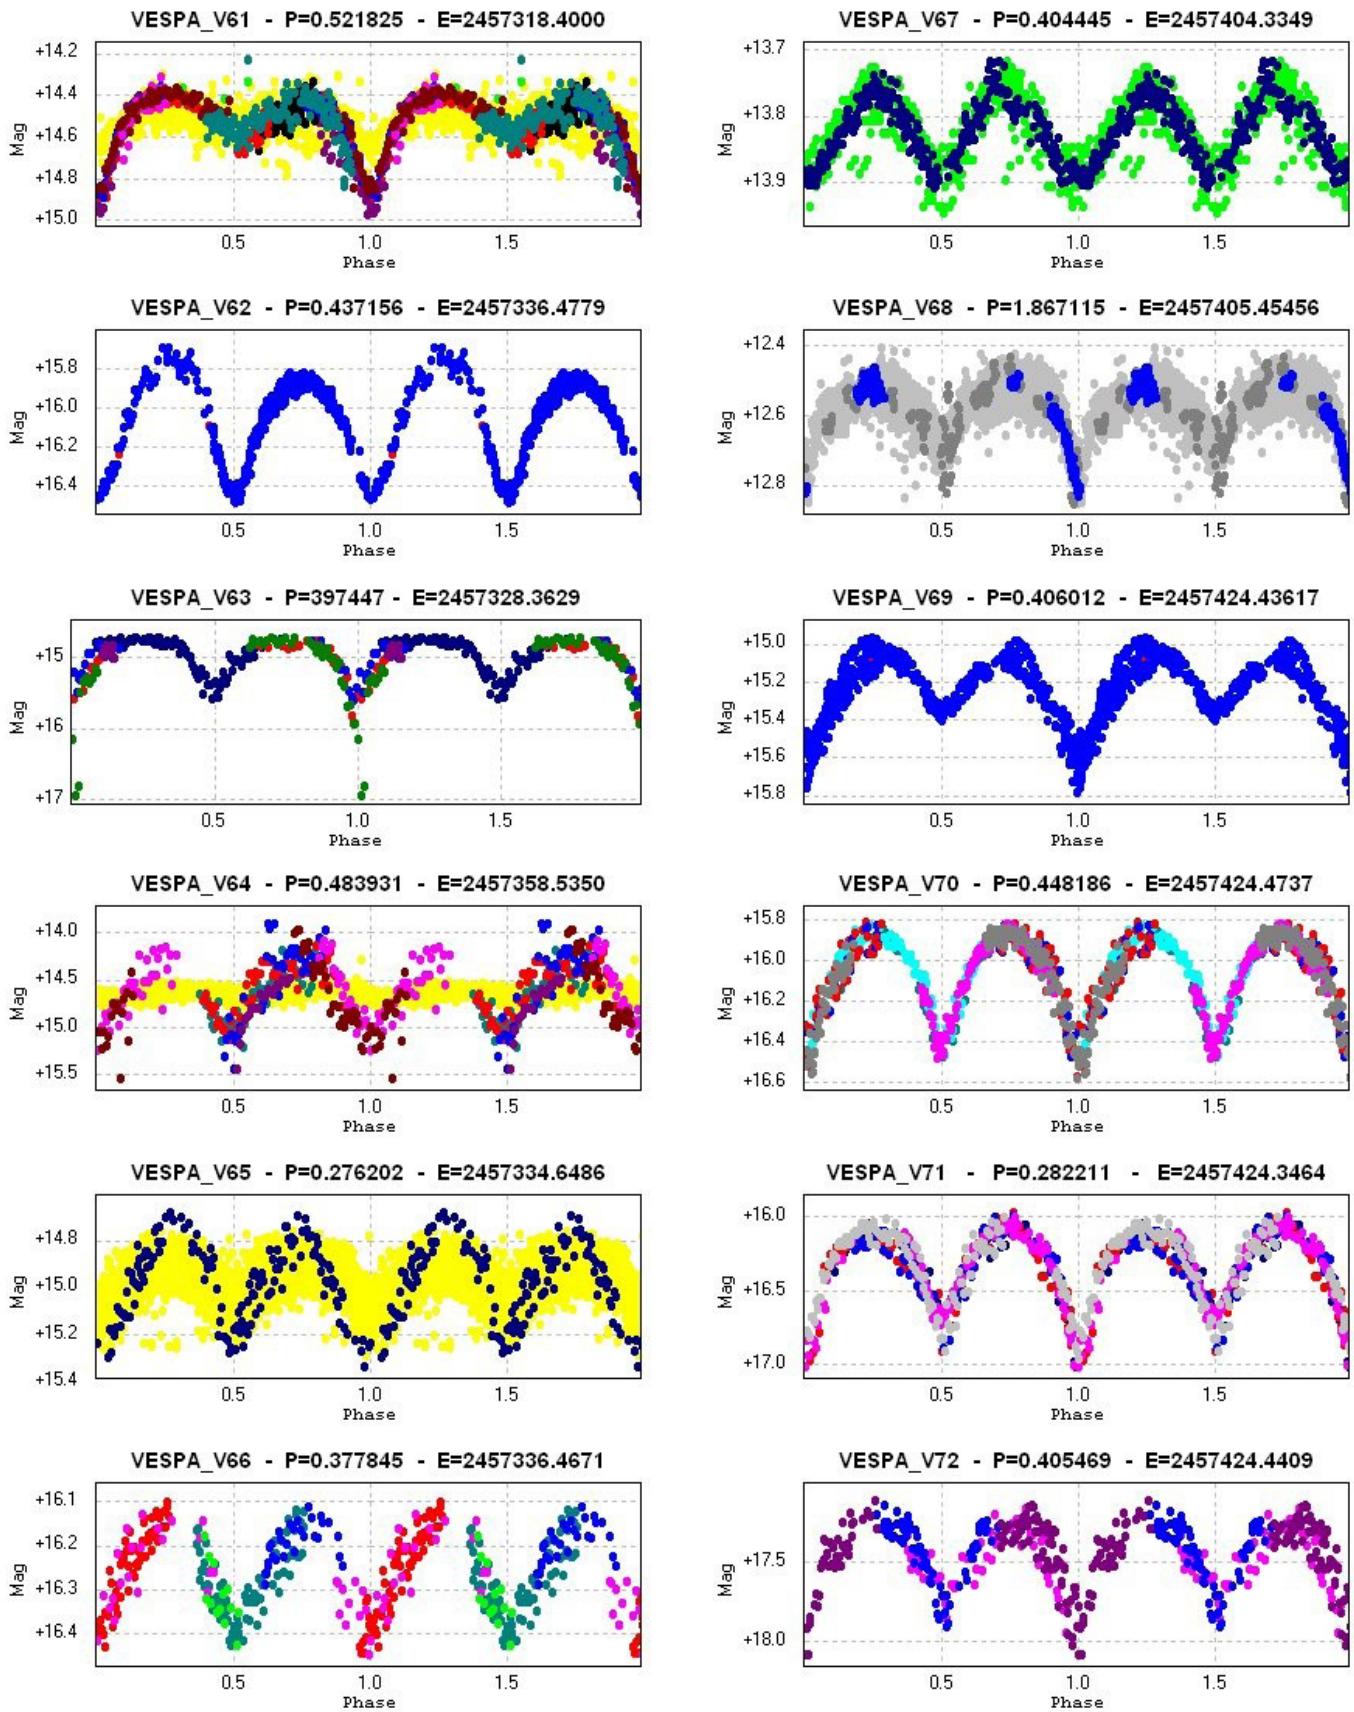 VESPA_V61 - P=0.521825 - E=2457318.4000
+14.2
+14.4
+14.6
+14.8
+15.0
Mag
0.5 1.0 1.5
Phase
VESPA_V67 - P=0.404445 - E=2457404.3349
+13.7
+13.8
+13.9
Mag
0.5 1.0 1.5
Phase
VESPA_V62 - P=0.437156 - E=2457336.4779
+15.8
+16.0
+16.2
+16.4
Mag
0.5 1.0 1.5
Phase
VESPA_V68 - P=1.867115 - E=2457405.45456
+12.4
+12.6
+12.8
Mag
0.5 1.0 1.5
Phase
VESPA_V63 - P=397447 - E=2457328.3629
+15
+16
+17
Mag
0.5 1.0 1.5
Phase
VESPA_V69 - P=0.406012 - E=2457424.43617
+15.0
+15.2
+15.4
+15.6
+15.8
Mag
0.5 1.0 1.5
Phase
VESPA_V64 - P=0.483931 - E=2457358.5350
+14.0
+14.5
+15.0
+15.5
Mag
0.5 1.0 1.5
Phase
VESPA_V70 - P=0.448186 - E=2457424.4737
+15.8
+16.0
+16.2
+16.4
+16.6
Mag
0.5 1.0 1.5
Phase
VESPA_V65 - P=0.276202 - E=2457334.6486
+14.8
+15.0
+15.2
+15.4
Mag
0.5 1.0 1.5
Phase
VESPA_V71 - P=0.282211 - E=2457424.3464
+16.0
+16.5
+17.0
Mag
0.5 1.0 1.5
Phase
VESPA_V66 - P=0.377845 - E=2457336.4671
+16.1
+16.2
+16.3
+16.4
Mag
0.5 1.0 1.5
Phase
VESPA_V72 - P=0.405469 - E=2457424.4409
+17.5
+18.0
Mag
0.5 1.0 1.5
Phase